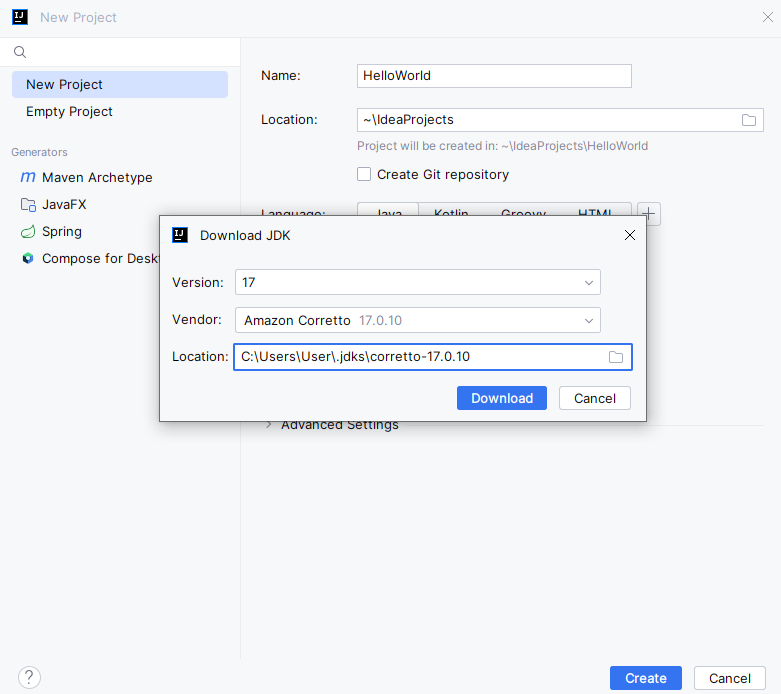 New Project
New Project
Empty Project
Generators
Maven Archetype
JavaFX
Spring
Compose for Deskt
Name: HelloWorld
Location: ~\IdeaProjects
Project will be created in: ~\IdeaProjects\HelloWorld
Create Git repository
Language: Java Kotlin Groovy HTML
Download JDK
Version: 17
Vendor: Amazon Corretto 17.0.10
Location: C:\Users\User\.jdks\corretto-17.0.10
Download Cancel
Advanced Settings
? Create Cancel